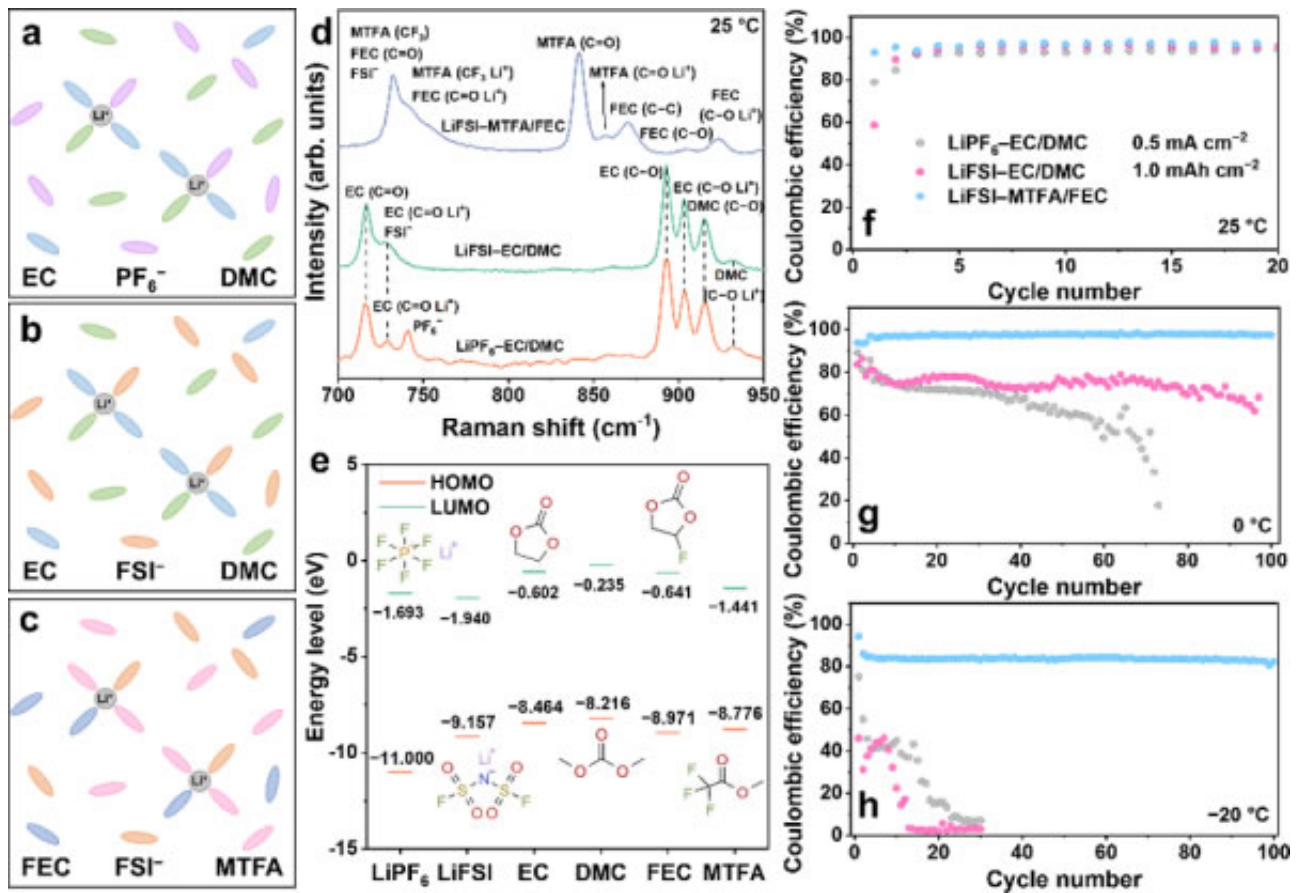 a
Li⁺
Li⁺
EC PF₆⁻ DMC
b
Li⁺
Li⁺
EC FSI⁻ DMC
c
Li⁺
Li⁺
FEC FSI⁻ MTFA
d
25 °C
MTFA (CF₃)
FEC (C=O)
FSI⁻
MTFA (CF₃ Li⁺)
FEC (C=O Li⁺)
MTFA (C=O)
MTFA (C=O Li⁺)
FEC (C–C)
FEC (C–O)
FEC
(C–O Li⁺)
LiFSI–MTFA/FEC
EC (C=O)
EC (C=O Li⁺)
FSI⁻
LiFSI–EC/DMC
EC (C–O)
EC (C–O Li⁺)
DMC (C–O)
DMC
(C–O Li⁺)
EC (C=O Li⁺)
PF₆⁻
LiPF₆–EC/DMC
Intensity (arb. units)
700 750 800 850 900 950
Raman shift (cm⁻¹)
e
HOMO
LUMO
Energy level (eV)
5
0
-5
-10
-15
F
F F
P
F F
F
Li⁺
O
O O
O
O O
F
−1.693
−1.940
−0.602
−0.235
−0.641
−1.441
−11.000
−9.157
−8.464
−8.216
−8.971
−8.776
Li⁺
O N⁻ O
S S
F O O F
O
O O
F O
F O
F
LiPF₆ LiFSI EC DMC FEC MTFA
f
Coulombic efficiency (%)
100
80
60
40
20
0
LiPF₆–EC/DMC 0.5 mA cm⁻²
LiFSI–EC/DMC 1.0 mAh cm⁻²
LiFSI–MTFA/FEC
25 °C
0 5 10 15 20
Cycle number
g
Coulombic efficiency (%)
100
80
60
40
20
0
0 °C
0 20 40 60 80 100
Cycle number
h
Coulombic efficiency (%)
100
80
60
40
20
0
−20 °C
0 20 40 60 80 100
Cycle number